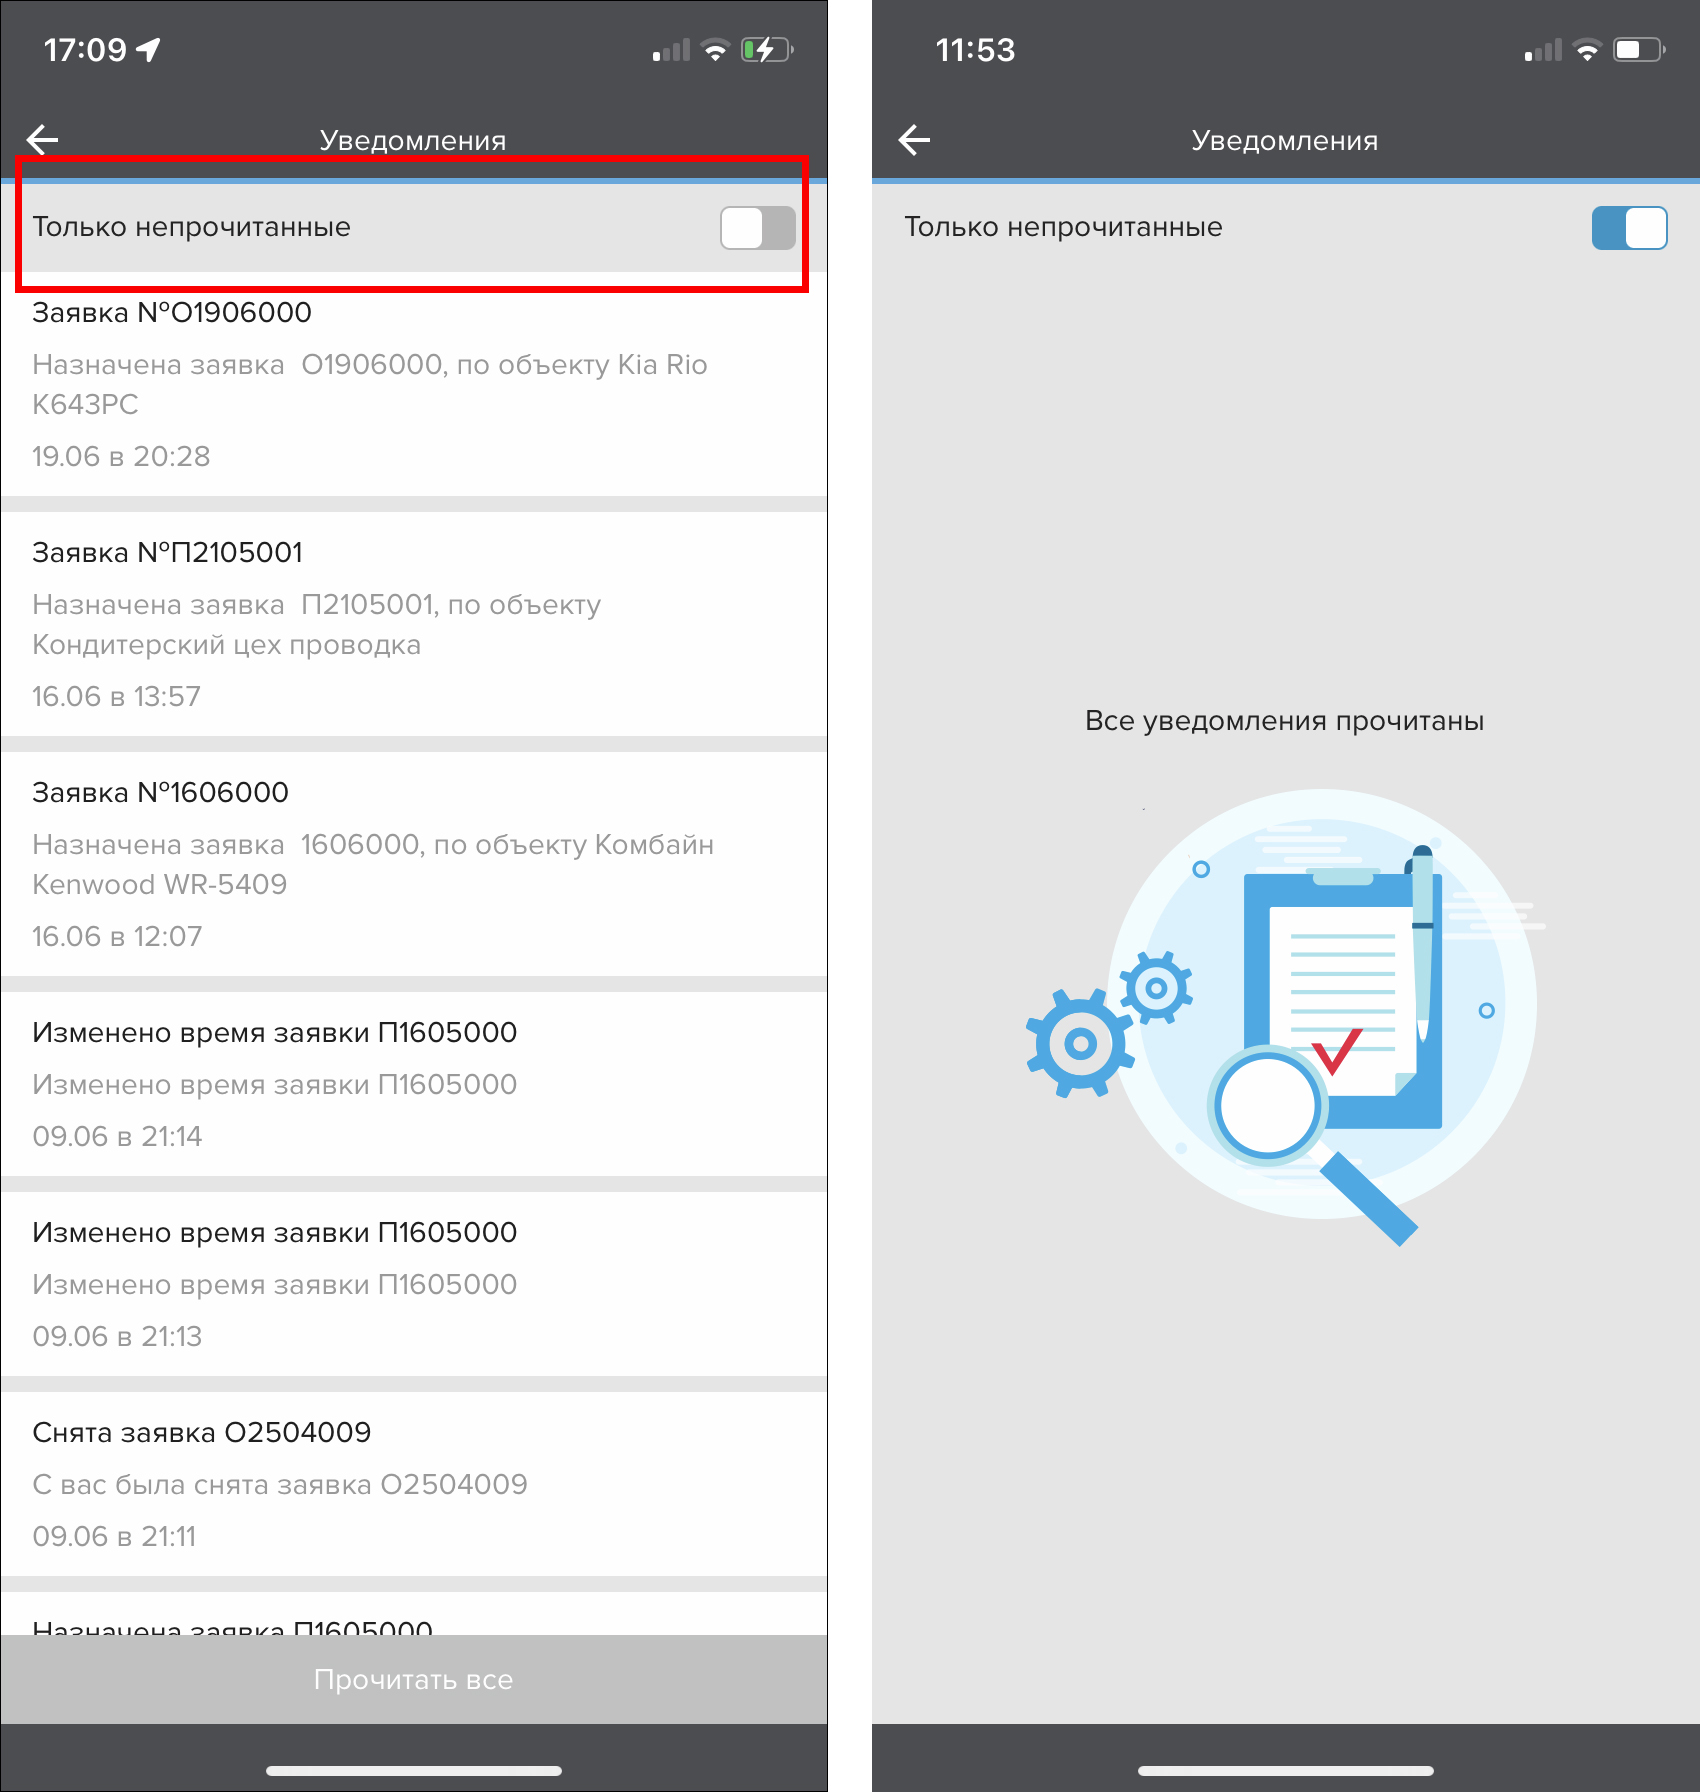 17:09
Уведомления
Только непрочитанные
Заявка №О1906000
Назначена заявка  О1906000, по объекту Kia Rio
К643РС
19.06 в 20:28
Заявка №П2105001
Назначена заявка  П2105001, по объекту
Кондитерский цех проводка
16.06 в 13:57
Заявка №1606000
Назначена заявка  1606000, по объекту Комбайн
Kenwood WR-5409
16.06 в 12:07
Изменено время заявки П1605000
Изменено время заявки П1605000
09.06 в 21:14
Изменено время заявки П1605000
Изменено время заявки П1605000
09.06 в 21:13
Снята заявка О2504009
С вас была снята заявка О2504009
09.06 в 21:11
Назначена заявка П1605000
Прочитать все
11:53
Уведомления
Только непрочитанные
Все уведомления прочитаны